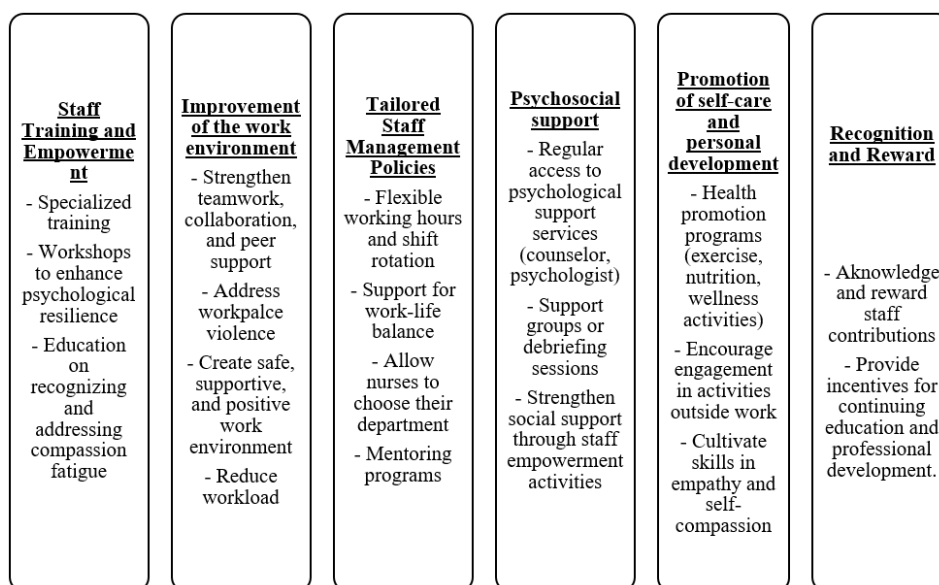 Staff
Training and
Empowerme
nt
- Specialized
training
- Workshops
to enhance
psychological
resilience
- Education
on
recognizing
and
addressing
compassion
fatigue
Improvement
of the work
environment
- Strengthen
teamwork,
collaboration,
and peer
support
- Address
workpalce
violence
- Create safe,
supportive,
and positive
work
environment
- Reduce
workload
Tailored
Staff
Management
Policies
- Flexible
working hours
and shift
rotation
- Support for
work-life
balance
- Allow
nurses to
choose their
department
- Mentoring
programs
Psychosocial
support
- Regular
access to
psychological
support
services
(counselor,
psychologist)
- Support
groups or
debriefing
sessions
- Strengthen
social support
through staff
empowerment
activities
Promotion
of self-care
and
personal
development
- Health
promotion
programs
(exercise,
nutrition,
wellness
activities)
- Encourage
engagement
in activities
outside work
- Cultivate
skills in
empathy and
self-
compassion
Recognition
and Reward
- Aknowledge
and reward
staff
contributions
- Provide
incentives for
continuing
education and
professional
development.